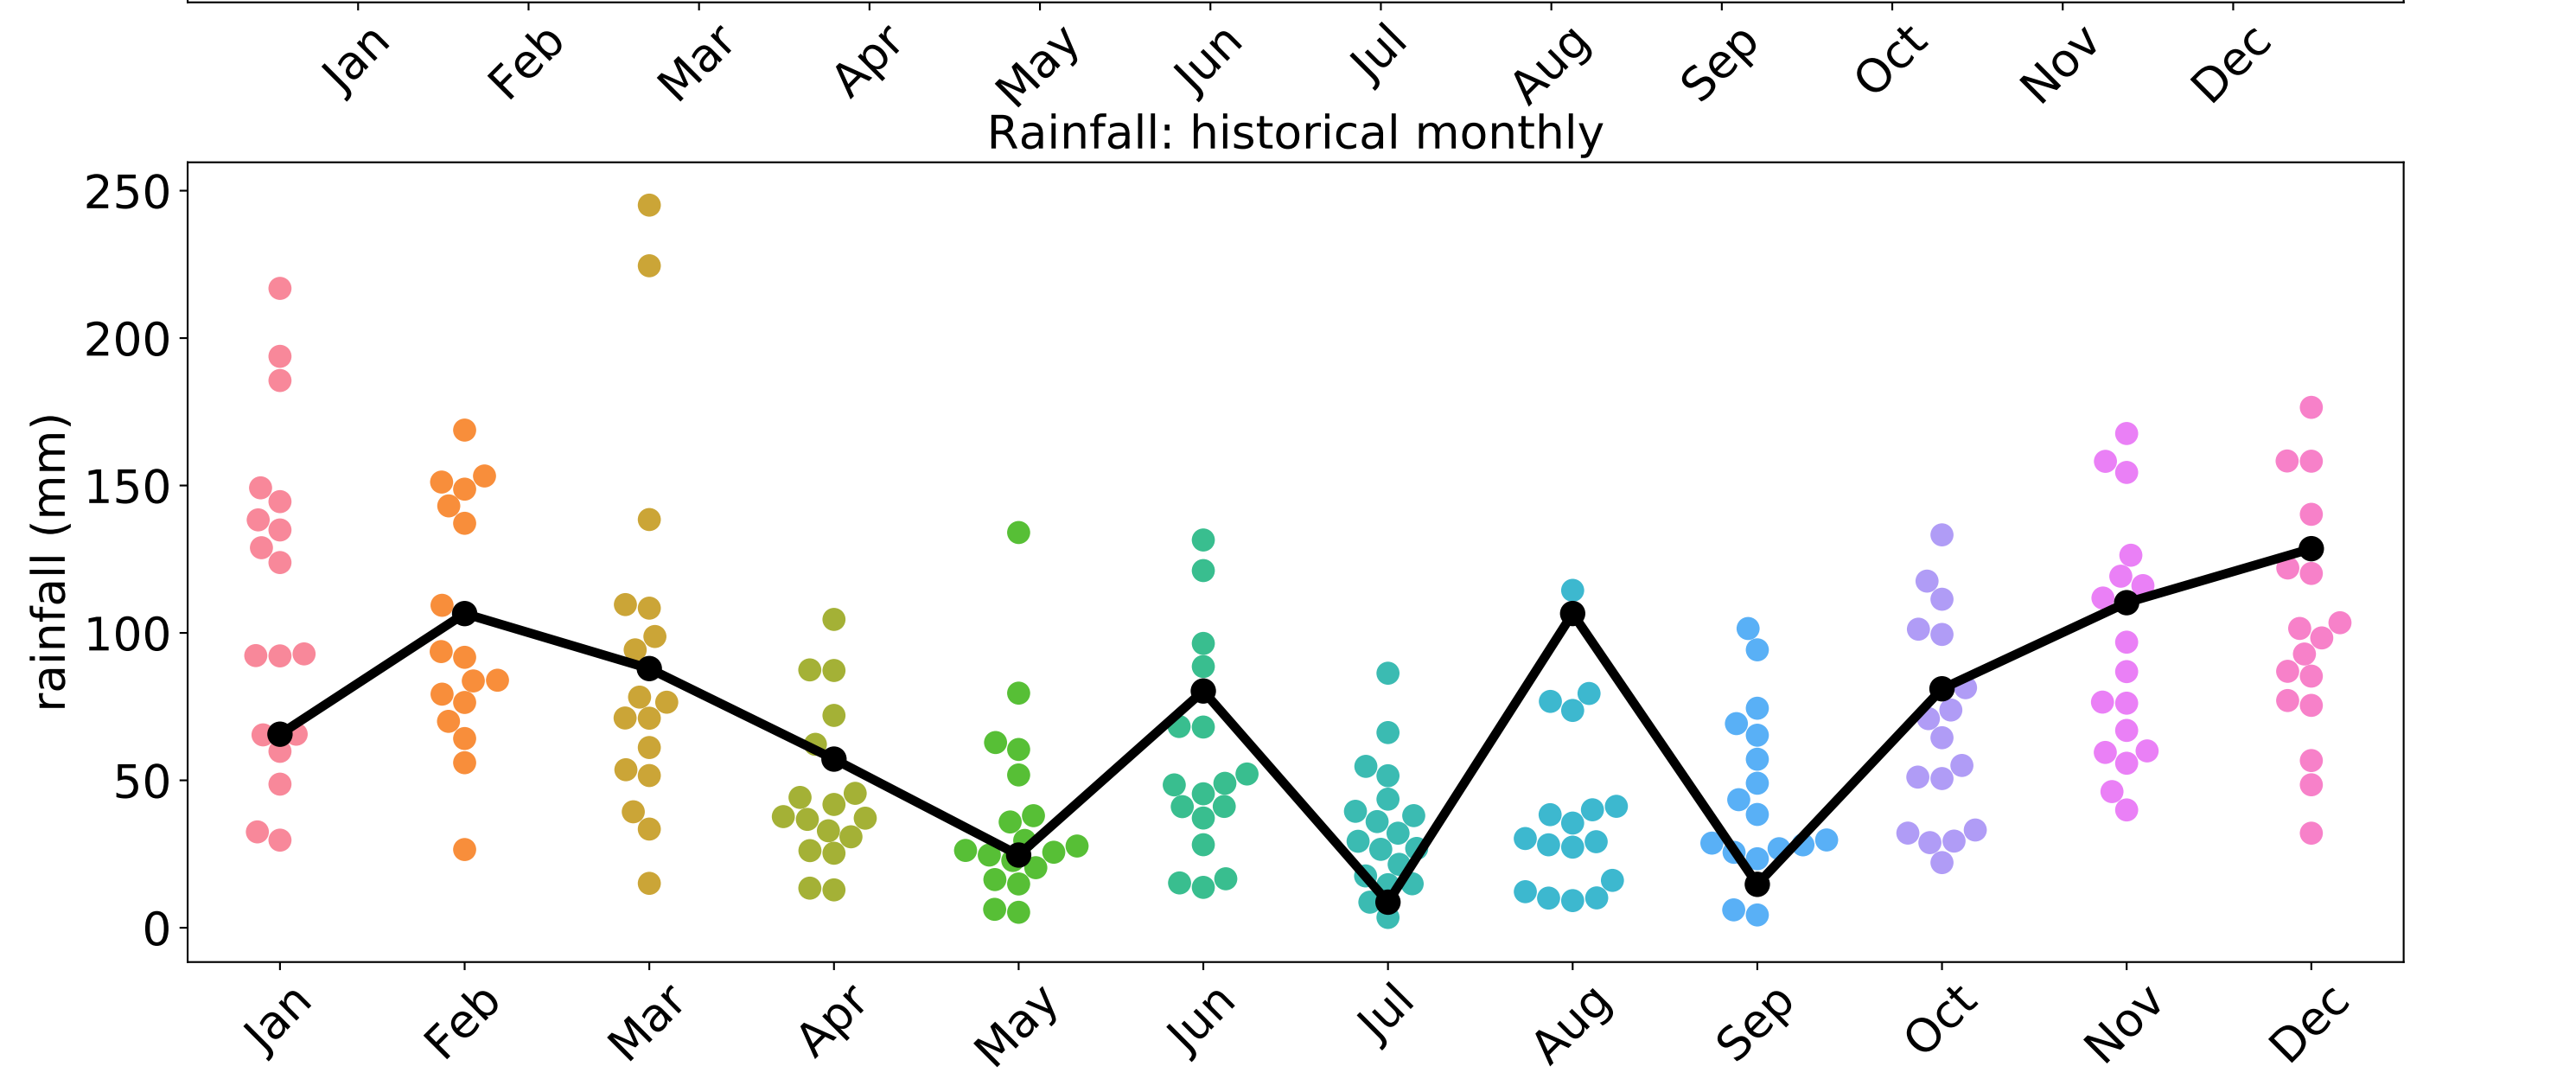 Jan Feb Mar Apr May Jun Jul Aug Sep Oct Nov Dec
Rainfall: historical monthly
250
200
150
100
50
0
rainfall (mm)
Jan Feb Mar Apr May Jun Jul Aug Sep Oct Nov Dec